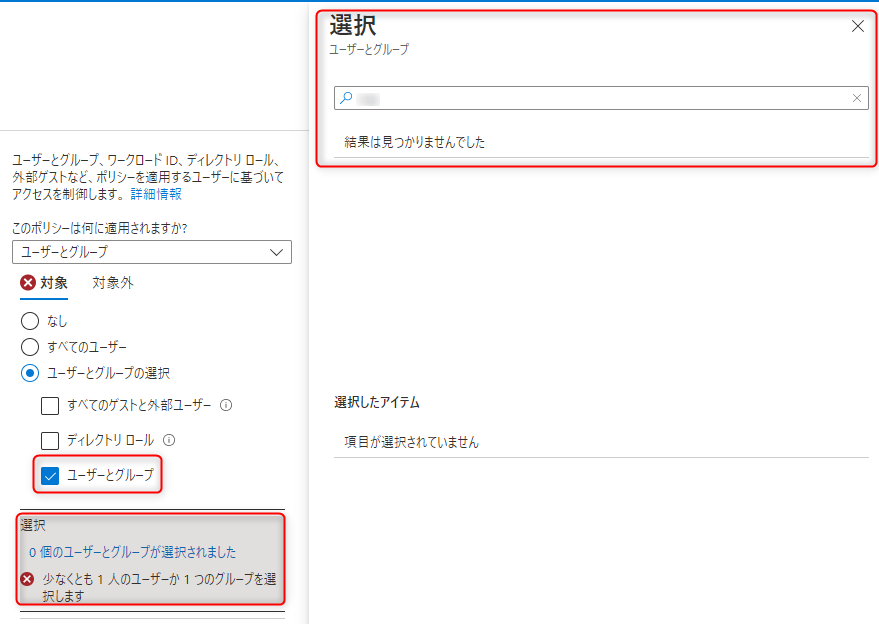 ユーザーとグループ、ワークロード ID、ディレクトリ ロール、
外部ゲストなど、ポリシーを適用するユーザーに基づいて
アクセスを制御します。 詳細情報
このポリシーは何に適用されますか?
ユーザーとグループ
対象 対象外
なし
すべてのユーザー
ユーザーとグループの選択
すべてのゲストと外部ユーザー
ディレクトリ ロール
ユーザーとグループ
選択
0 個のユーザーとグループが選択されました
少なくとも 1 人のユーザーか 1 つのグループを選
択します
選択
ユーザーとグループ
結果は見つかりませんでした
選択したアイテム
項目が選択されていません